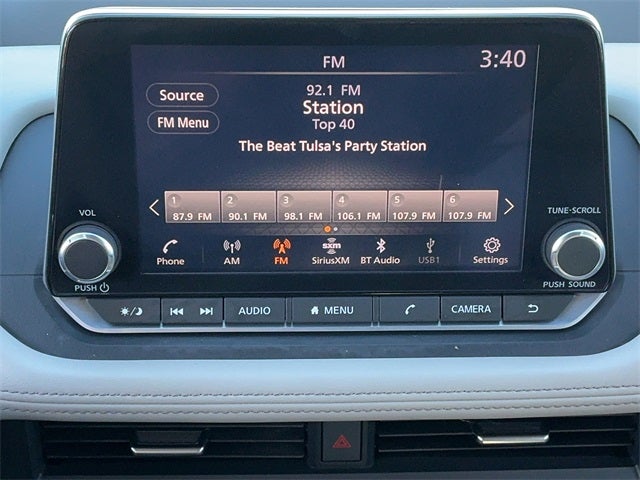 FM 3:40
Source
92.1 FM
Station
FM Menu
Top 40
The Beat Tulsa's Party Station
1 2 3 4 5 6
87.9 FM 90.1 FM 98.1 FM 106.1 FM 107.9 FM 107.9 FM
VOL
TUNE·SCROLL
sxm
Phone AM FM SiriusXM BT Audio USB1 Settings
PUSH
PUSH SOUND
AUDIO MENU CAMERA